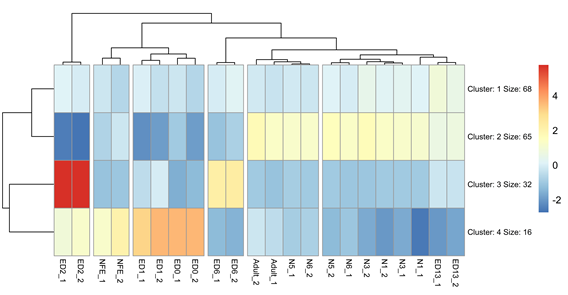 Cluster: 1 Size: 68
Cluster: 2 Size: 65
Cluster: 3 Size: 32
Cluster: 4 Size: 16
4
2
0
-2
ED2_1
ED2_2
NFE_1
NFE_2
ED1_1
ED1_2
ED0_1
ED0_2
ED6_1
ED6_2
Adult_2
Adult_1
N5_1
N6_2
N5_2
N6_1
N3_2
N1_2
N3_1
N1_1
ED13_1
ED13_2